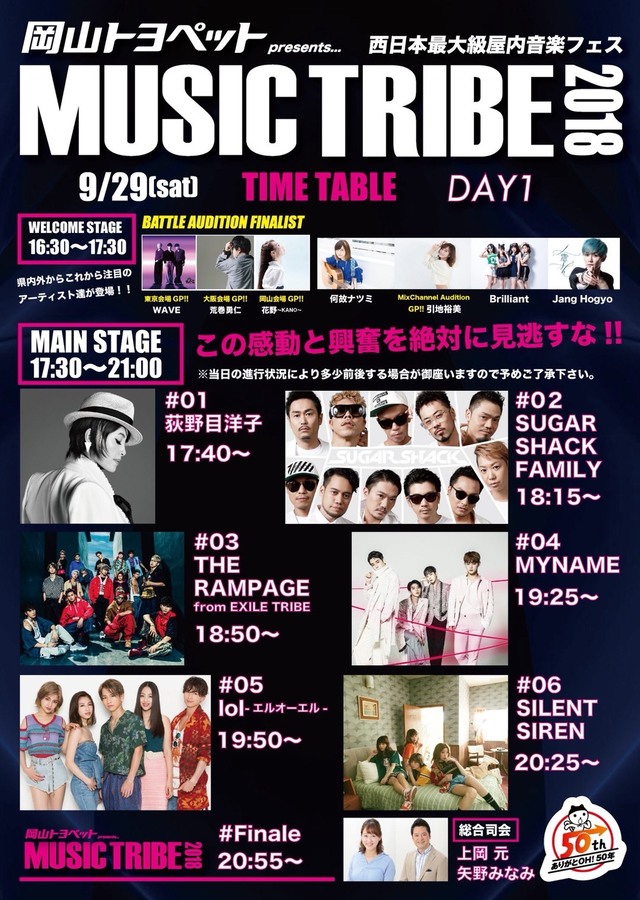 岡山トヨペット presents... 西日本最大級屋内音楽フェス
MUSIC TRIBE 2018
9/29(sat) TIME TABLE DAY1
WELCOME STAGE
16:30〜17:30
県内外からこれから注目の
アーティスト達が登場！！
BATTLE AUDITION FINALIST
東京会場 GP!!
WAVE
大阪会場 GP!!
荒巻勇仁
岡山会場 GP!!
花野〜KANO〜
何故ナツミ
MixChannel Audition
GP!! 引地裕美
Brilliant
Jang Hogyo
MAIN STAGE
17:30〜21:00
この感動と興奮を絶対に見逃すな!!
※当日の進行状況により多少前後する場合が御座いますので予めご了承下さい。
#01
荻野目洋子
17:40〜
SUGAR SHACK
#02
SUGAR
SHACK
FAMILY
18:15〜
#03
THE
RAMPAGE
from EXILE TRIBE
18:50〜
#04
MYNAME
19:25〜
#05
lol-エルオーエル-
19:50〜
#06
SILENT
SIREN
20:25〜
岡山トヨペット presents...
MUSIC TRIBE 2018
#Finale
20:55〜
総合司会
上岡 元
矢野みなみ
50th
ありがとOH! 50年